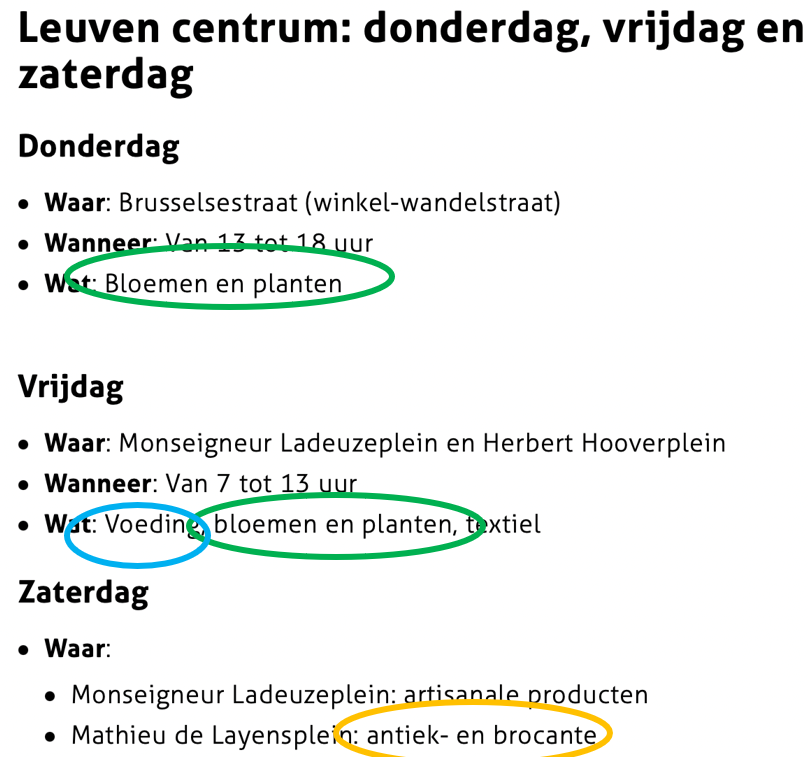 Leuven centrum: donderdag, vrijdag en
zaterdag
Donderdag
• Waar: Brusselsestraat (winkel-wandelstraat)
• Wanneer: Van 13 tot 18 uur
• Wat: Bloemen en planten
Vrijdag
• Waar: Monseigneur Ladeuzeplein en Herbert Hooverplein
• Wanneer: Van 7 tot 13 uur
• Wat: Voeding, bloemen en planten, textiel
Zaterdag
• Waar:
• Monseigneur Ladeuzeplein: artisanale producten
• Mathieu de Layensplein: antiek- en brocante